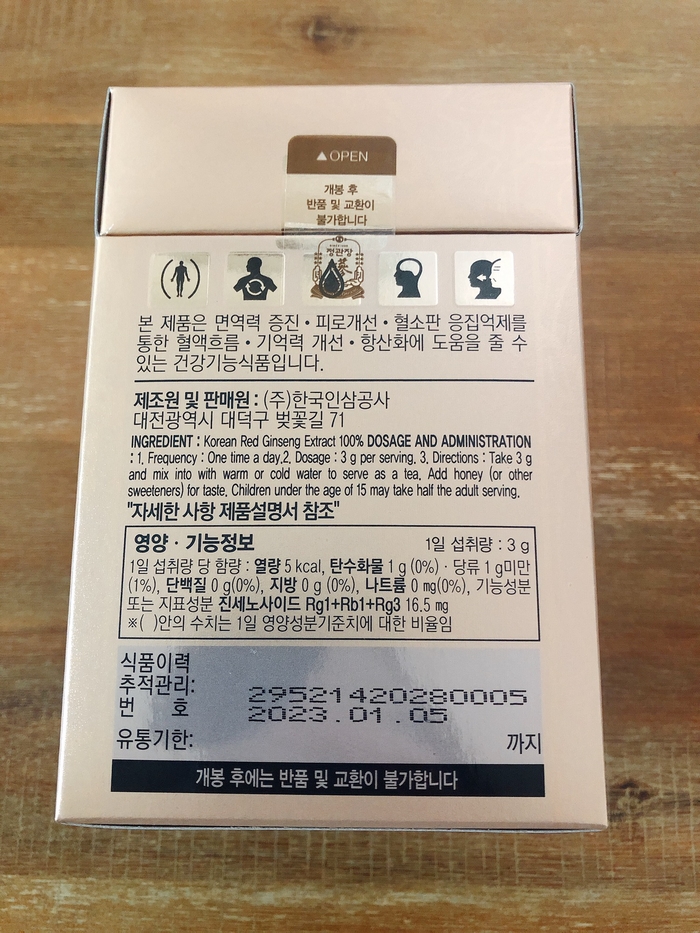 ▲OPEN
개봉 후
반품 및 교환이
불가합니다
정관장
본 제품은 면역력 증진 • 피로개선 • 혈소판 응집억제를
통한 혈액흐름 • 기억력 개선 • 항산화에 도움을 줄 수
있는 건강기능식품입니다.
제조원 및 판매원 : (주)한국인삼공사
대전광역시 대덕구 벚꽃길 71
INGREDIENT : Korean Red Ginseng Extract 100% DOSAGE AND ADMINISTRATION
: 1. Frequency : One time a day.2. Dosage : 3 g per serving. 3. Directions : Take 3 g
and mix into with warm or cold water to serve as a tea. Add honey (or other
sweeteners) for taste. Children under the age of 15 may take half the adult serving.
"자세한 사항 제품설명서 참조"
영양 · 기능정보 1일 섭취량 : 3 g
1일 섭취량 당 함량 : 열량 5 kcal, 탄수화물 1 g (0%) · 당류 1 g미만
(1%), 단백질 0 g(0%), 지방 0 g (0%), 나트륨 0 mg(0%), 기능성분
또는 지표성분 진세노사이드 Rg1+Rb1+Rg3 16.5 mg
※( )안의 수치는 1일 영양성분기준치에 대한 비율임
식품이력
추적관리: 29521420280005
번 호 2023.01.05
유통기한: 까지
개봉 후에는 반품 및 교환이 불가합니다